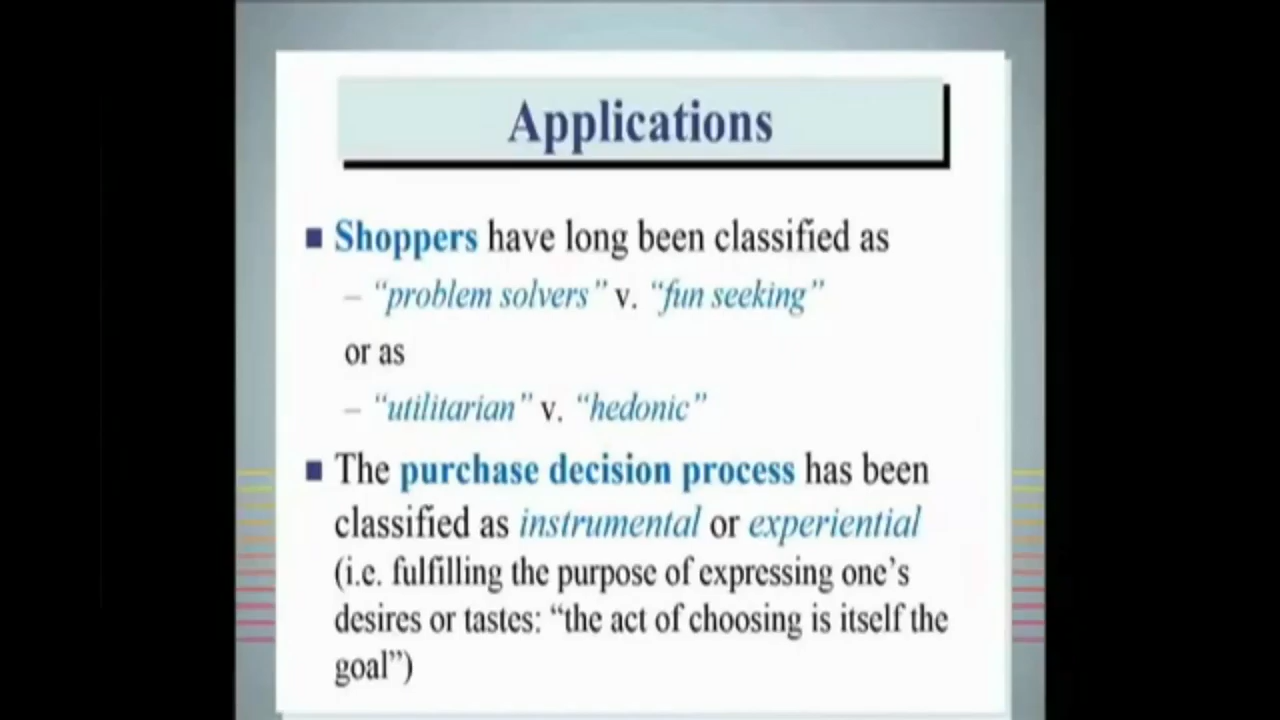 Applications
■ Shoppers have long been classified as
– “problem solvers” v. “fun seeking”
or as
– “utilitarian” v. “hedonic”
■ The purchase decision process has been
classified as instrumental or experiential
(i.e. fulfilling the purpose of expressing one’s
desires or tastes: “the act of choosing is itself the
goal”)